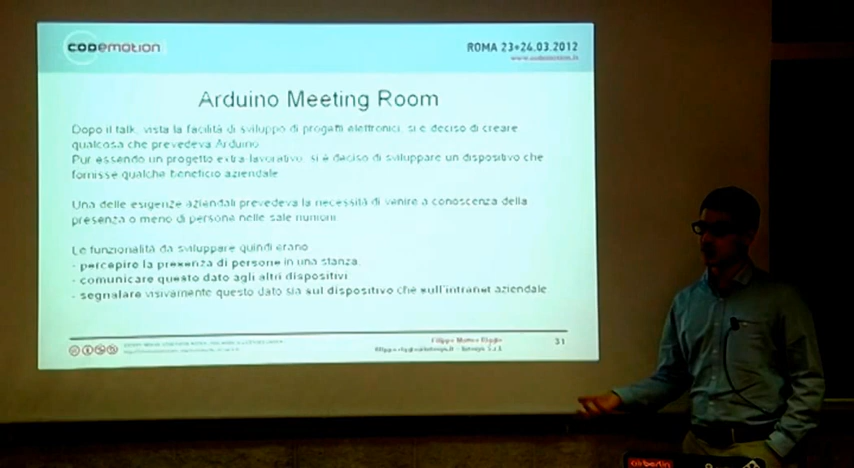 CODEMOTION
ROMA 23+24.03.2012
www.codemotion.it
Arduino Meeting Room
Dopo il talk, vista la facilità di sviluppo di progetti elettronici, si è deciso di creare
qualcosa che prevedeva Arduino
Pur essendo un progetto extra-lavorativo, si è deciso di sviluppare un dispositivo che
fornisse qualche beneficio aziendale
Una delle esigenze aziendali prevedeva la necessità di venire a conoscenza della
presenza o meno di persone nelle sale riunioni
Le funzionalità da sviluppare quindi erano
- percepire la presenza di persone in una stanza,
- comunicare questo dato agli altri dispositivi
- segnalare visivamente questo dato sia sul dispositivo che sull'intranet aziendale
31
airberlin